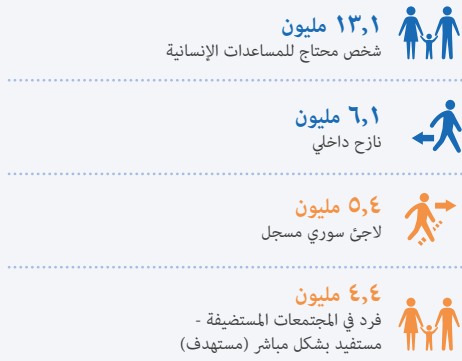 ١٣,١ مليون
شخص محتاج للمساعدات الإنسانية
٦,١ مليون
نازح داخلي
٥,٤ مليون
لاجئ سوري مسجل
٤,٤ مليون
فرد في المجتمعات المستضيفة -
مستفيد بشكل مباشر (مستهدف)